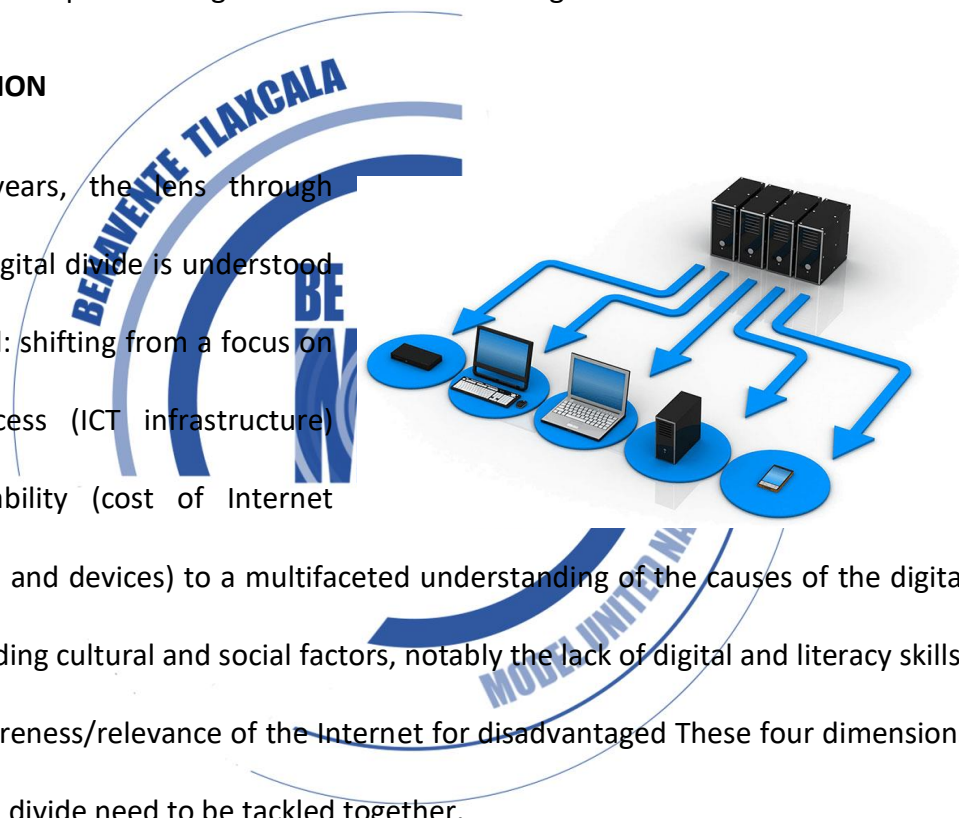 ION
years, the lens through
gital divide is understood
: shifting from a focus on
cess (ICT infrastructure)
bility (cost of Internet
and devices) to a multifaceted understanding of the causes of the digita
ding cultural and social factors, notably the lack of digital and literacy skills
reness/relevance of the Internet for disadvantaged These four dimension
divide need to be tackled together.
BENAVENTE TLAXCALA
BE
MODEL UNITED NA